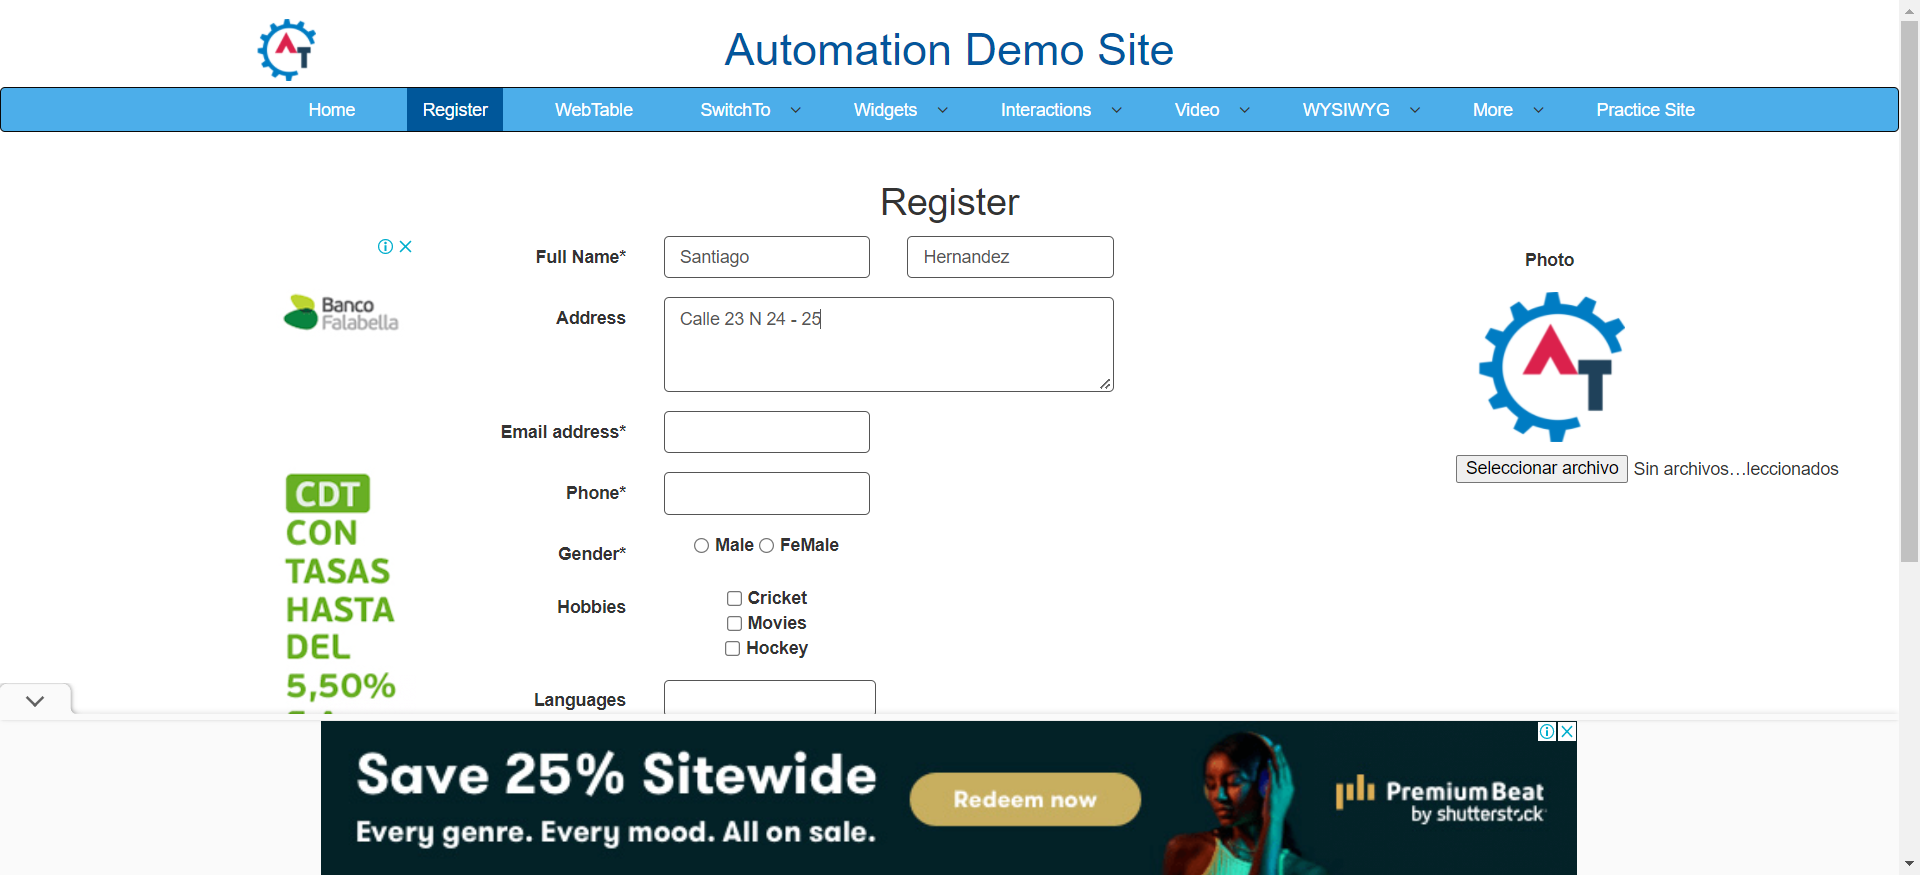 Automation Demo Site
Home Register WebTable SwitchTo Widgets Interactions Video WYSIWYG More Practice Site
Register
Full Name* Santiago Hernandez
Photo
Banco
Falabella
Address Calle 23 N 24 - 25
Email address*
Seleccionar archivo Sin archivos…leccionados
Phone*
CDT
CON
TASAS
HASTA
DEL
5,50%
Gender* Male FeMale
Hobbies Cricket
Movies
Hockey
Languages
Save 25% Sitewide
Every genre. Every mood. All on sale.
Redeem now
PremiumBeat
by shutterstock